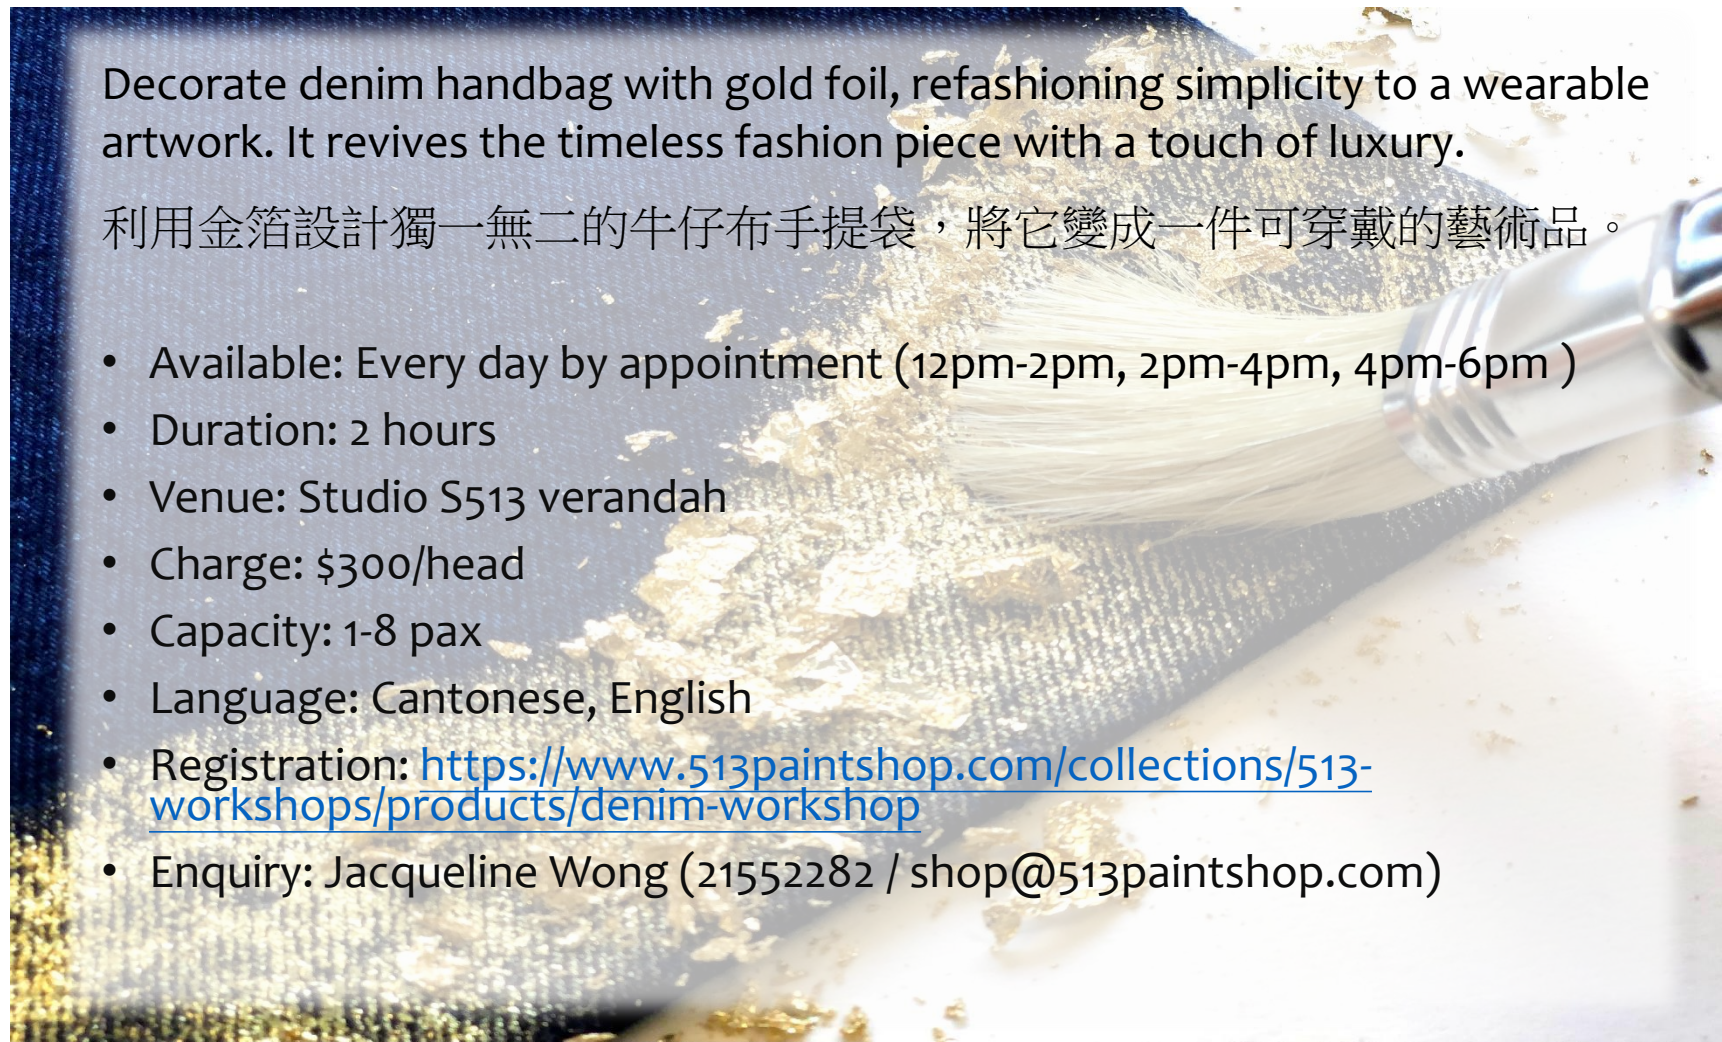 Decorate denim handbag with gold foil, refashioning simplicity to a wearable
artwork. It revives the timeless fashion piece with a touch of luxury.
利用金箔設計獨一無二的牛仔布手提袋，將它變成一件可穿戴的藝術品。
• Available: Every day by appointment (12pm-2pm, 2pm-4pm, 4pm-6pm )
• Duration: 2 hours
• Venue: Studio S513 verandah
• Charge: $300/head
• Capacity: 1-8 pax
• Language: Cantonese, English
• Registration: https://www.513paintshop.com/collections/513-
workshops/products/denim-workshop
• Enquiry: Jacqueline Wong (21552282 / shop@513paintshop.com)